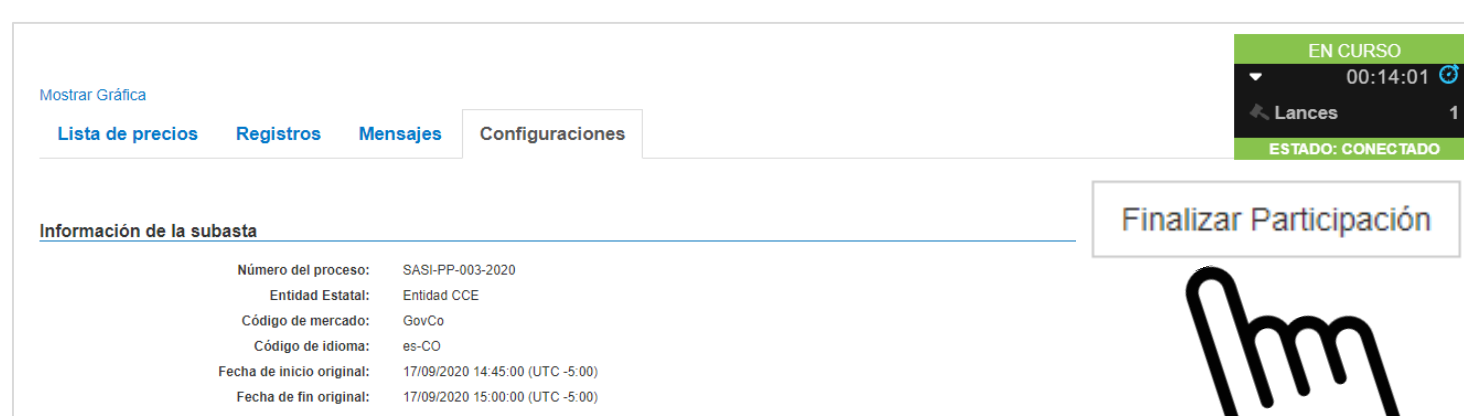 EN CURSO
00:14:01
Mostrar Gráfica
Lances 1
Lista de precios Registros Mensajes Configuraciones
ESTADO: CONECTADO
Finalizar Participación
Información de la subasta
Número del proceso: SASI-PP-003-2020
Entidad Estatal: Entidad CCE
Código de mercado: GovCo
Código de idioma: es-CO
Fecha de inicio original: 17/09/2020 14:45:00 (UTC -5:00)
Fecha de fin original: 17/09/2020 15:00:00 (UTC -5:00)